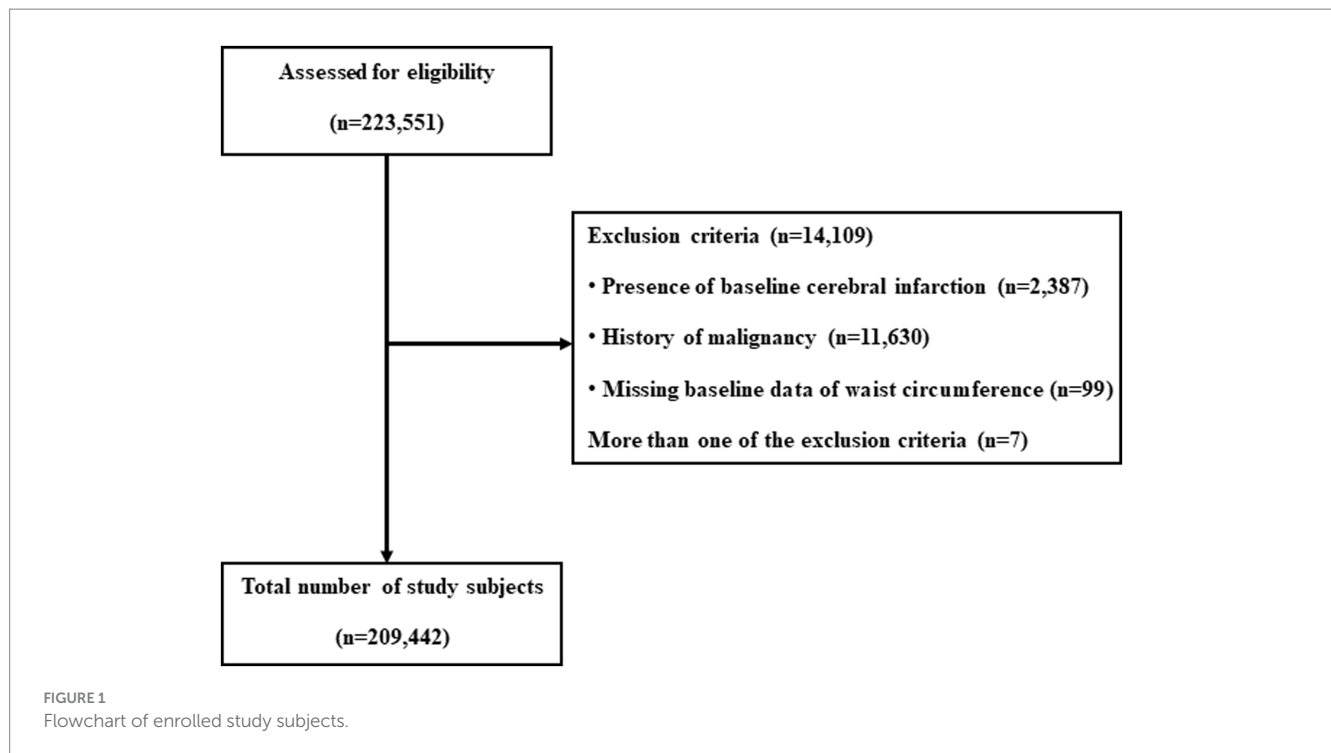 Assessed for eligibility
(n=223,551)
Exclusion criteria (n=14,109)
• Presence of baseline cerebral infarction (n=2,387)
• History of malignancy (n=11,630)
• Missing baseline data of waist circumference (n=99)
More than one of the exclusion criteria (n=7)
Total number of study subjects
(n=209,442)
FIGURE 1
Flowchart of enrolled study subjects.